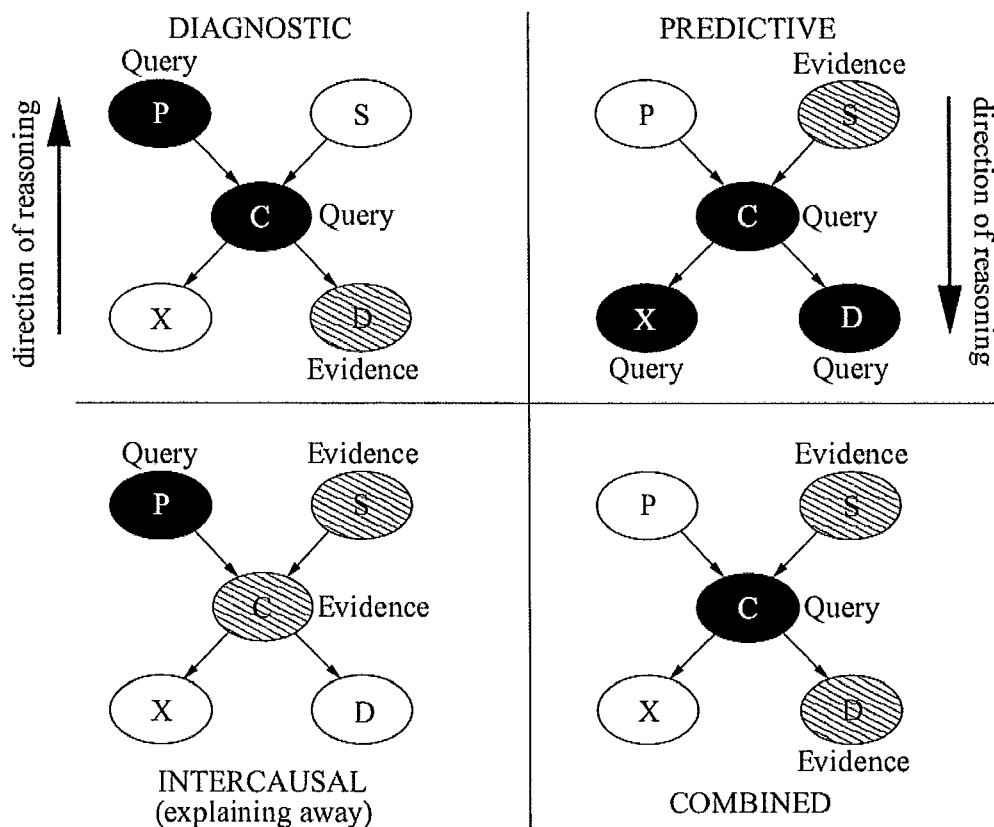 DIAGNOSTIC
Query
P
S
C
Query
X
D
Evidence
direction of reasoning
PREDICTIVE
Evidence
P
S
C
Query
X
D
Query
Query
direction of reasoning
Query
Evidence
P
S
C
Evidence
X
D
INTERCAUSAL
(explaining away)
Evidence
P
S
C
Query
X
D
Evidence
COMBINED